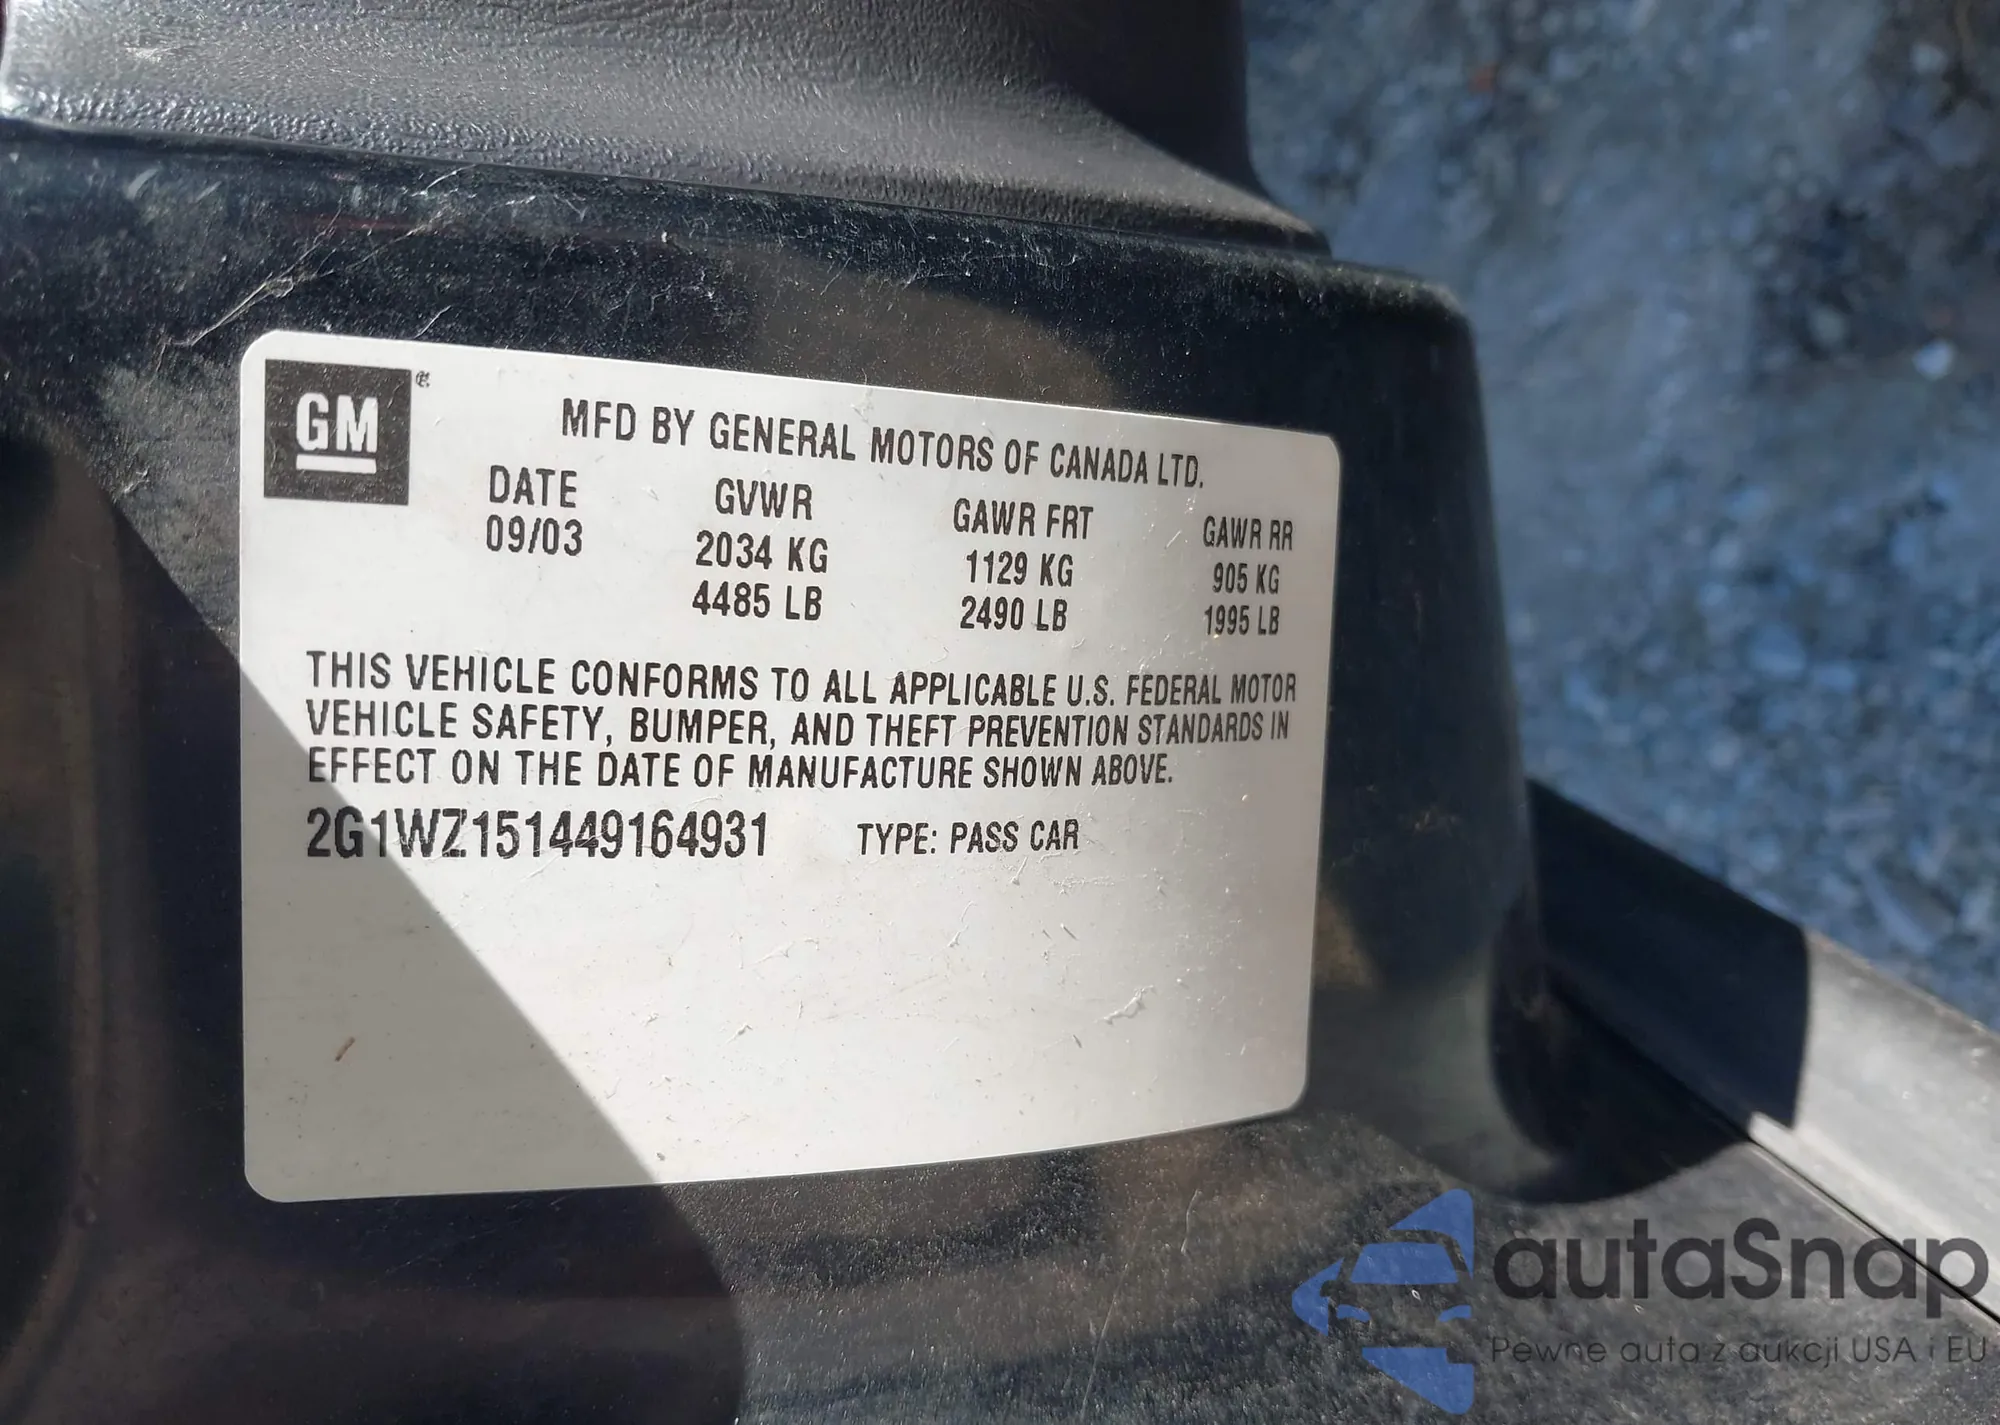 GM
MFD BY GENERAL MOTORS OF CANADA LTD.
DATE GVWR GAWR FRT GAWR RR
09/03 2034 KG 1129 KG 905 KG
4485 LB 2490 LB 1995 LB
THIS VEHICLE CONFORMS TO ALL APPLICABLE U.S. FEDERAL MOTOR
VEHICLE SAFETY, BUMPER, AND THEFT PREVENTION STANDARDS IN
EFFECT ON THE DATE OF MANUFACTURE SHOWN ABOVE.
2G1WZ151449164931 TYPE: PASS CAR
autaSnap
Pewne auta z aukcji USA i EU